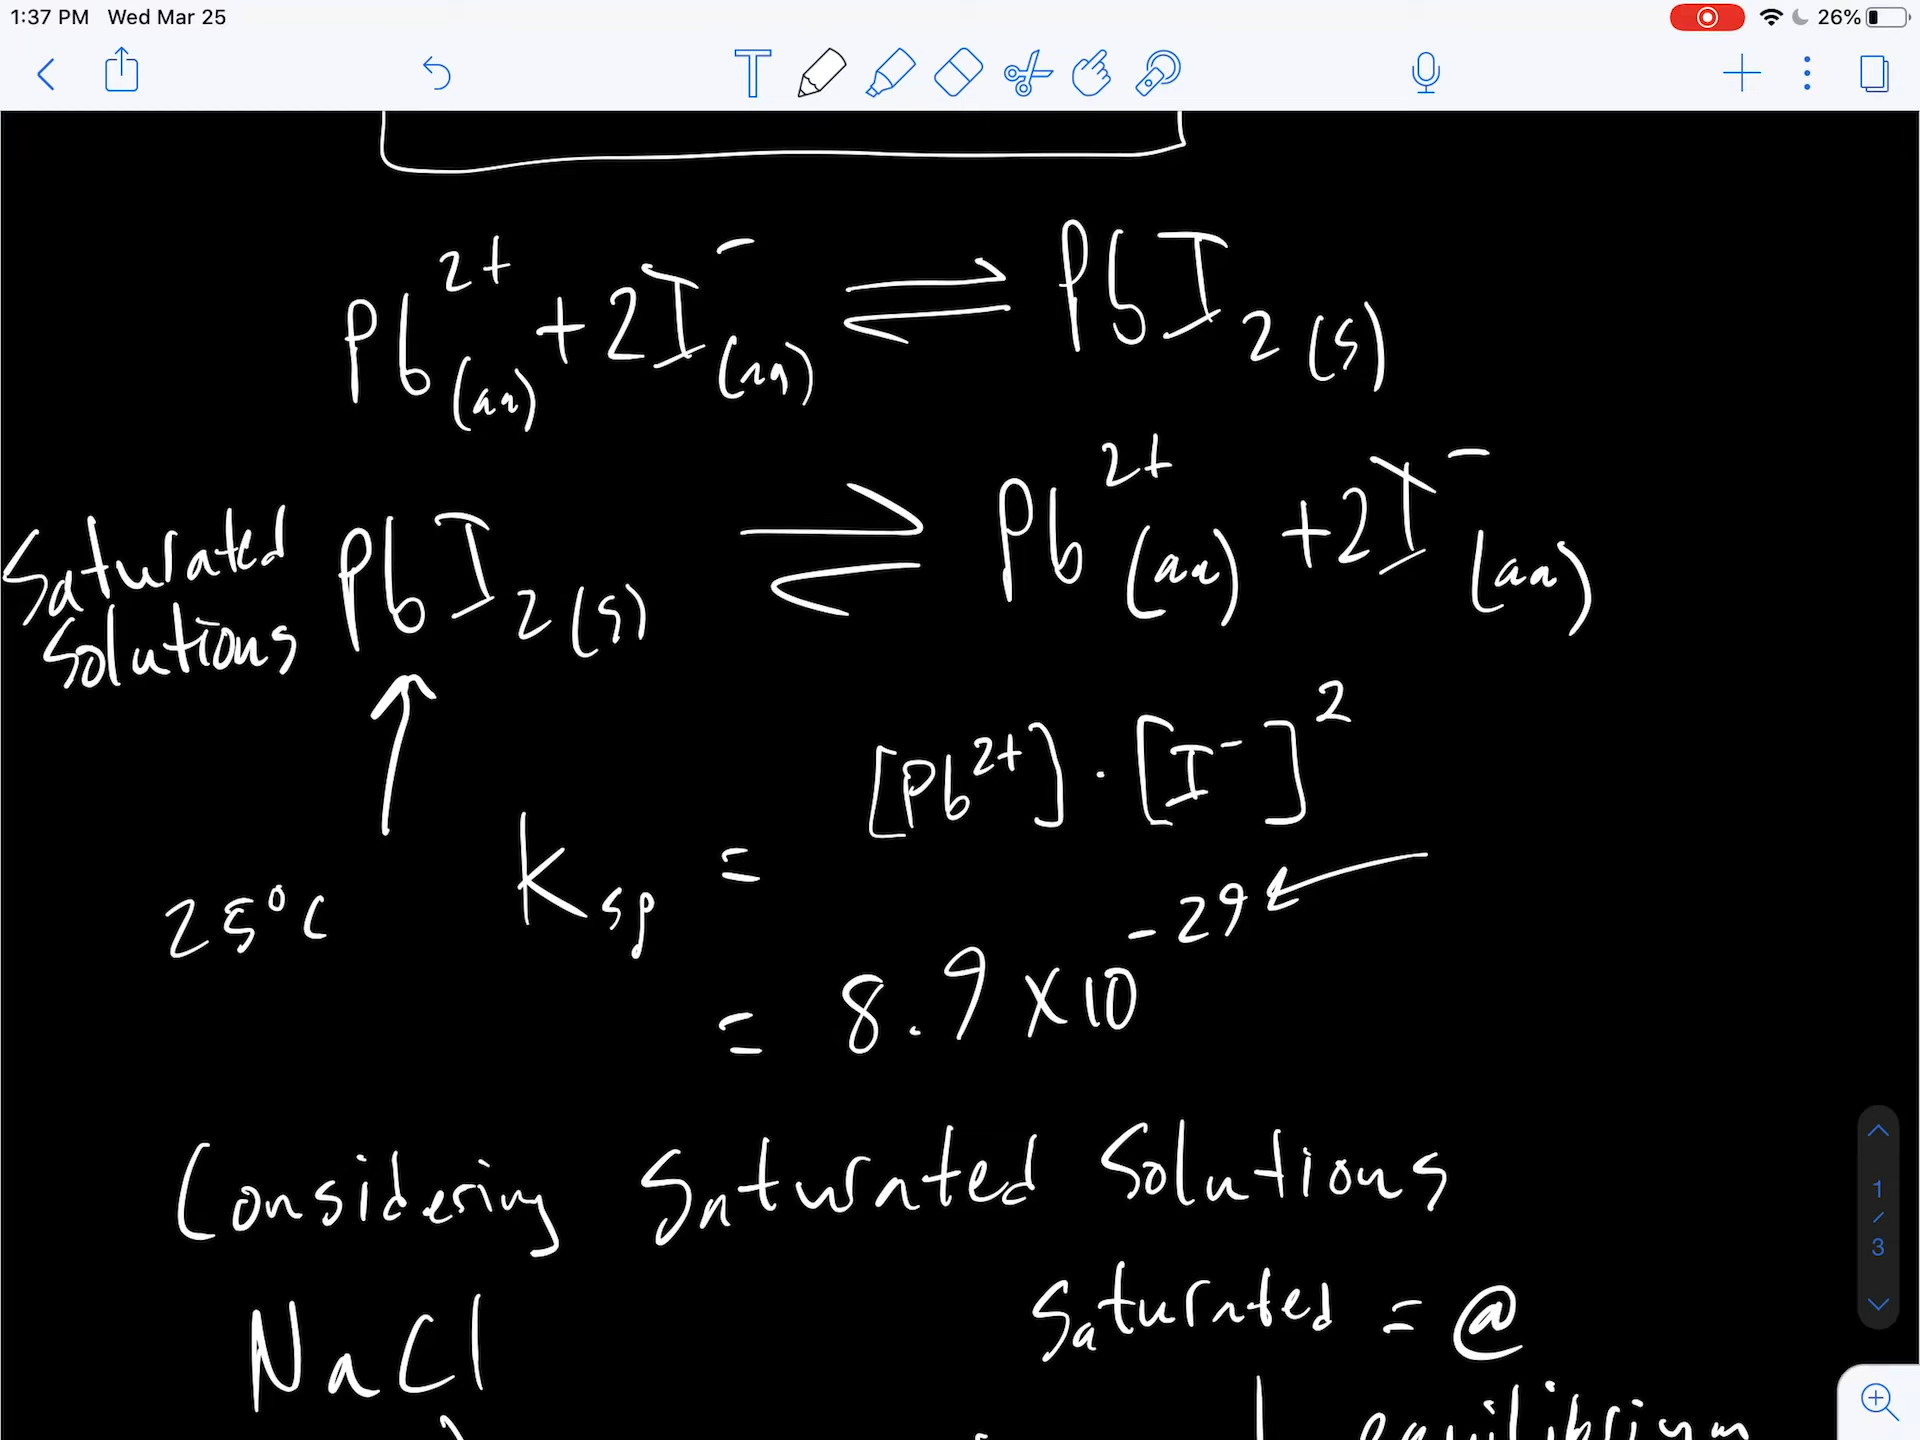 1:37 PM Wed Mar 25 26%
Pb²⁺(aq) + 2I⁻(aq) ⇌ PbI₂(s)
Saturated Solutions PbI₂(s) ⇌ Pb²⁺(aq) + 2I⁻(aq)
[Pb²⁺]·[I⁻]²
25°C Ksp =
= 8.9 x 10⁻²⁹
Considering Saturated Solutions
Saturated = @
NaCl
equilibrium
1
/
3